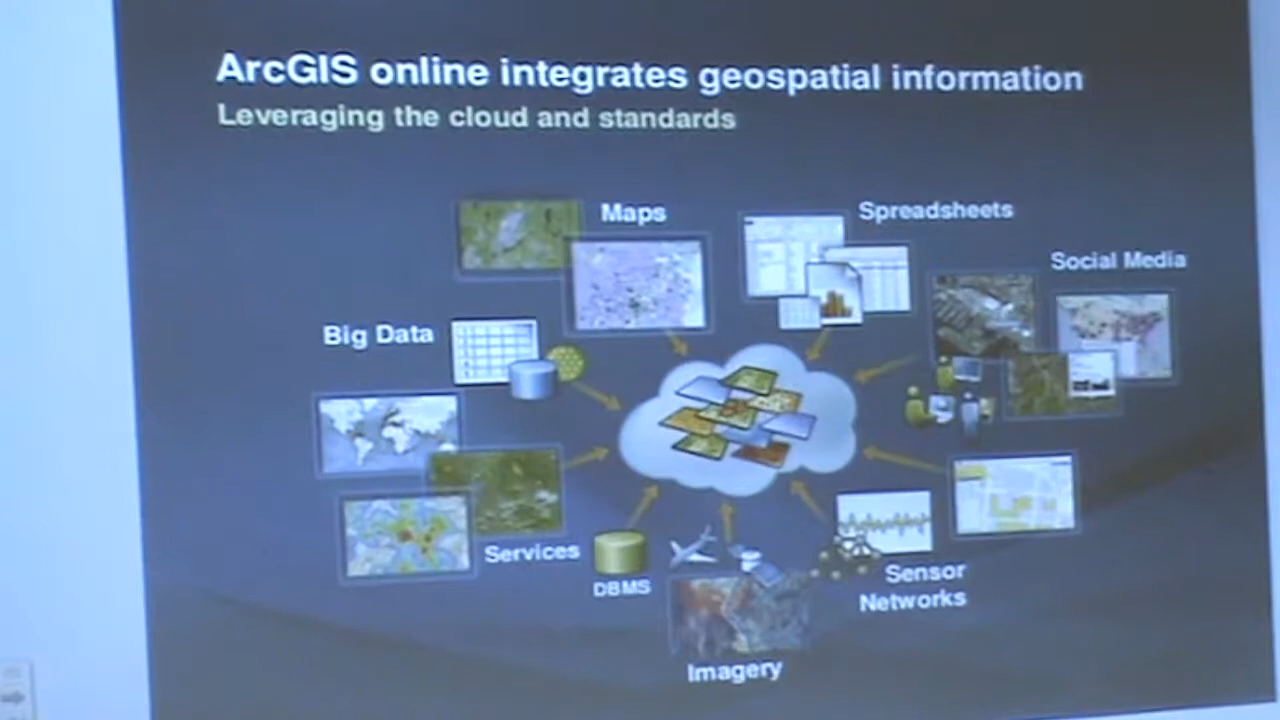 ArcGIS online integrates geospatial information
Leveraging the cloud and standards
Maps
Spreadsheets
Social Media
Big Data
Services
DBMS
Sensor
Networks
Imagery